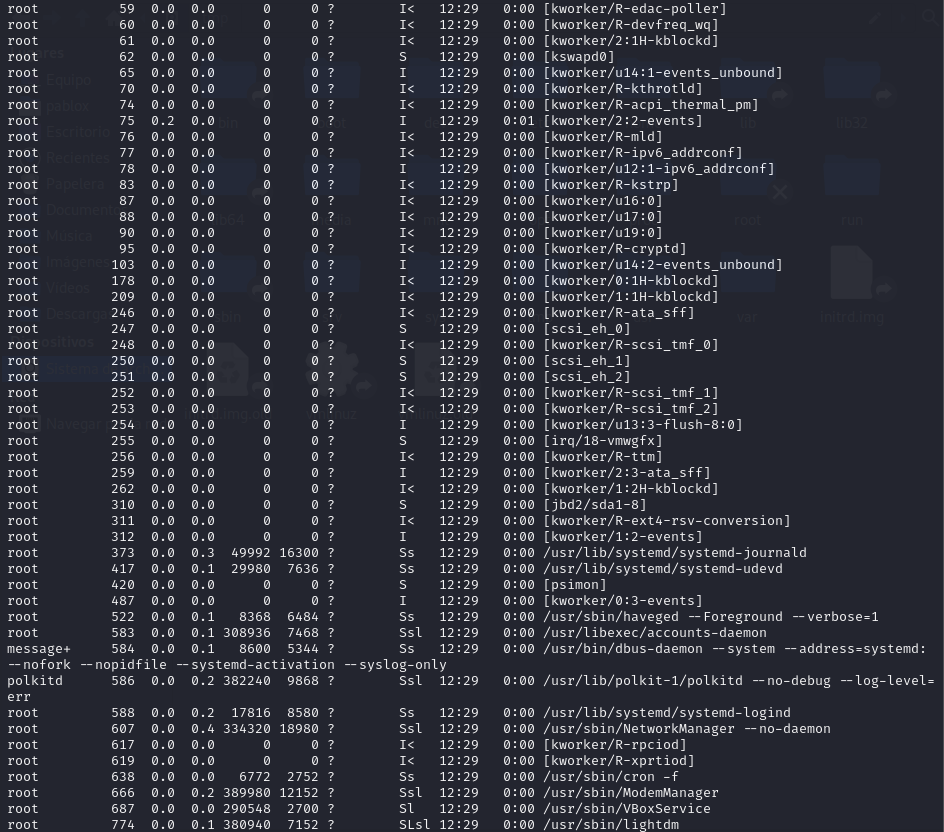 root 59 0.0 0.0 0 0 ? I< 12:29 0:00 [kworker/R-edac-poller]
root 60 0.0 0.0 0 0 ? I< 12:29 0:00 [kworker/R-devfreq_wq]
root 61 0.0 0.0 0 0 ? I< 12:29 0:00 [kworker/2:1H-kblockd]
root 62 0.0 0.0 0 0 ? S 12:29 0:00 [kswapd0]
root 65 0.0 0.0 0 0 ? I 12:29 0:00 [kworker/u14:1-events_unbound]
root 70 0.0 0.0 0 0 ? I< 12:29 0:00 [kworker/R-kthrotld]
root 74 0.0 0.0 0 0 ? I< 12:29 0:00 [kworker/R-acpi_thermal_pm]
root 75 0.2 0.0 0 0 ? I 12:29 0:01 [kworker/2:2-events]
root 76 0.0 0.0 0 0 ? I< 12:29 0:00 [kworker/R-mld]
root 77 0.0 0.0 0 0 ? I< 12:29 0:00 [kworker/R-ipv6_addrconf]
root 78 0.0 0.0 0 0 ? I 12:29 0:00 [kworker/u12:1-ipv6_addrconf]
root 83 0.0 0.0 0 0 ? I< 12:29 0:00 [kworker/R-kstrp]
root 87 0.0 0.0 0 0 ? I< 12:29 0:00 [kworker/u16:0]
root 88 0.0 0.0 0 0 ? I< 12:29 0:00 [kworker/u17:0]
root 90 0.0 0.0 0 0 ? I< 12:29 0:00 [kworker/u19:0]
root 95 0.0 0.0 0 0 ? I< 12:29 0:00 [kworker/R-cryptd]
root 103 0.0 0.0 0 0 ? I 12:29 0:00 [kworker/u14:2-events_unbound]
root 178 0.0 0.0 0 0 ? I< 12:29 0:00 [kworker/0:1H-kblockd]
root 209 0.0 0.0 0 0 ? I< 12:29 0:00 [kworker/1:1H-kblockd]
root 246 0.0 0.0 0 0 ? I< 12:29 0:00 [kworker/R-ata_sff]
root 247 0.0 0.0 0 0 ? S 12:29 0:00 [scsi_eh_0]
root 248 0.0 0.0 0 0 ? I< 12:29 0:00 [kworker/R-scsi_tmf_0]
root 250 0.0 0.0 0 0 ? S 12:29 0:00 [scsi_eh_1]
root 251 0.0 0.0 0 0 ? S 12:29 0:00 [scsi_eh_2]
root 252 0.0 0.0 0 0 ? I< 12:29 0:00 [kworker/R-scsi_tmf_1]
root 253 0.0 0.0 0 0 ? I< 12:29 0:00 [kworker/R-scsi_tmf_2]
root 254 0.0 0.0 0 0 ? I 12:29 0:00 [kworker/u13:3-flush-8:0]
root 255 0.0 0.0 0 0 ? S 12:29 0:00 [irq/18-vmwgfx]
root 256 0.0 0.0 0 0 ? I< 12:29 0:00 [kworker/R-ttm]
root 259 0.0 0.0 0 0 ? I 12:29 0:00 [kworker/2:3-ata_sff]
root 262 0.0 0.0 0 0 ? I< 12:29 0:00 [kworker/1:2H-kblockd]
root 310 0.0 0.0 0 0 ? S 12:29 0:00 [jbd2/sda1-8]
root 311 0.0 0.0 0 0 ? I< 12:29 0:00 [kworker/R-ext4-rsv-conversion]
root 312 0.0 0.0 0 0 ? I 12:29 0:00 [kworker/1:2-events]
root 373 0.0 0.3 49992 16300 ? Ss 12:29 0:00 /usr/lib/systemd/systemd-journald
root 417 0.0 0.1 29980 7636 ? Ss 12:29 0:00 /usr/lib/systemd/systemd-udevd
root 420 0.0 0.0 0 0 ? S 12:29 0:00 [psimon]
root 487 0.0 0.0 0 0 ? I 12:29 0:00 [kworker/0:3-events]
root 522 0.0 0.1 8368 6484 ? Ss 12:29 0:00 /usr/sbin/haveged --Foreground --verbose=1
root 583 0.0 0.1 308936 7468 ? Ssl 12:29 0:00 /usr/libexec/accounts-daemon
message+ 584 0.0 0.1 8600 5344 ? Ss 12:29 0:00 /usr/bin/dbus-daemon --system --address=systemd:
--nofork --nopidfile --systemd-activation --syslog-only
polkitd 586 0.0 0.2 382240 9868 ? Ssl 12:29 0:00 /usr/lib/polkit-1/polkitd --no-debug --log-level=
err
root 588 0.0 0.2 17816 8580 ? Ss 12:29 0:00 /usr/lib/systemd/systemd-logind
root 607 0.0 0.4 334320 18980 ? Ssl 12:29 0:00 /usr/sbin/NetworkManager --no-daemon
root 617 0.0 0.0 0 0 ? I< 12:29 0:00 [kworker/R-rpciod]
root 619 0.0 0.0 0 0 ? I< 12:29 0:00 [kworker/R-xprtiod]
root 638 0.0 0.0 6772 2752 ? Ss 12:29 0:00 /usr/sbin/cron -f
root 666 0.0 0.2 389980 12152 ? Ssl 12:29 0:00 /usr/sbin/ModemManager
root 687 0.0 0.0 290548 2700 ? Sl 12:29 0:00 /usr/sbin/VBoxService
root 774 0.0 0.1 380940 7152 ? SLsl 12:29 0:00 /usr/sbin/lightdm